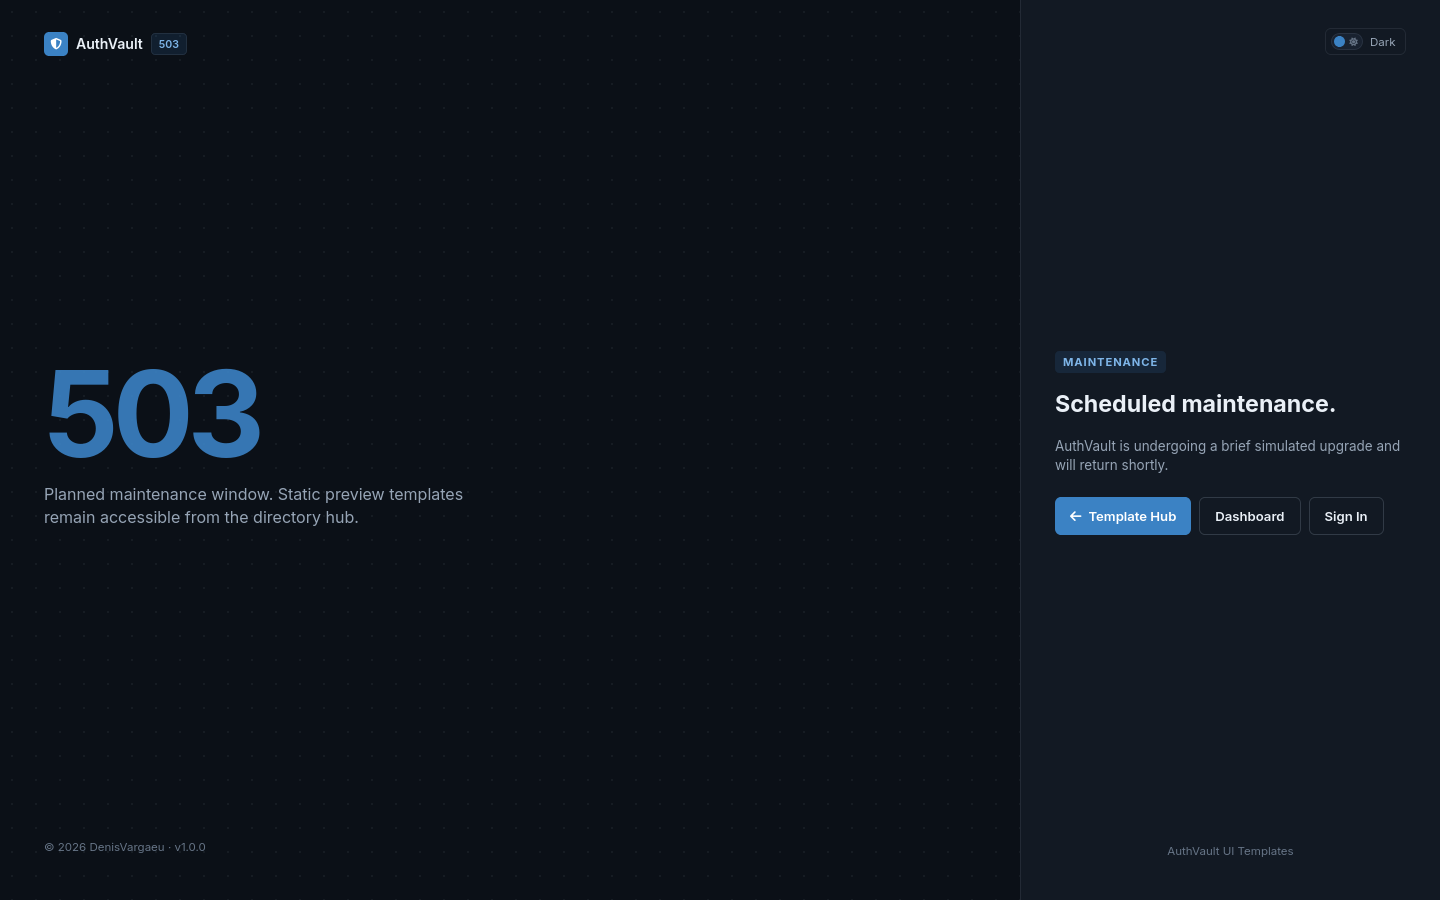 AuthVault 503
503
Planned maintenance window. Static preview templates
remain accessible from the directory hub.
© 2026 DenisVargaeu · v1.0.0
Dark
MAINTENANCE
Scheduled maintenance.
AuthVault is undergoing a brief simulated upgrade and
will return shortly.
Template Hub Dashboard Sign In
AuthVault UI Templates